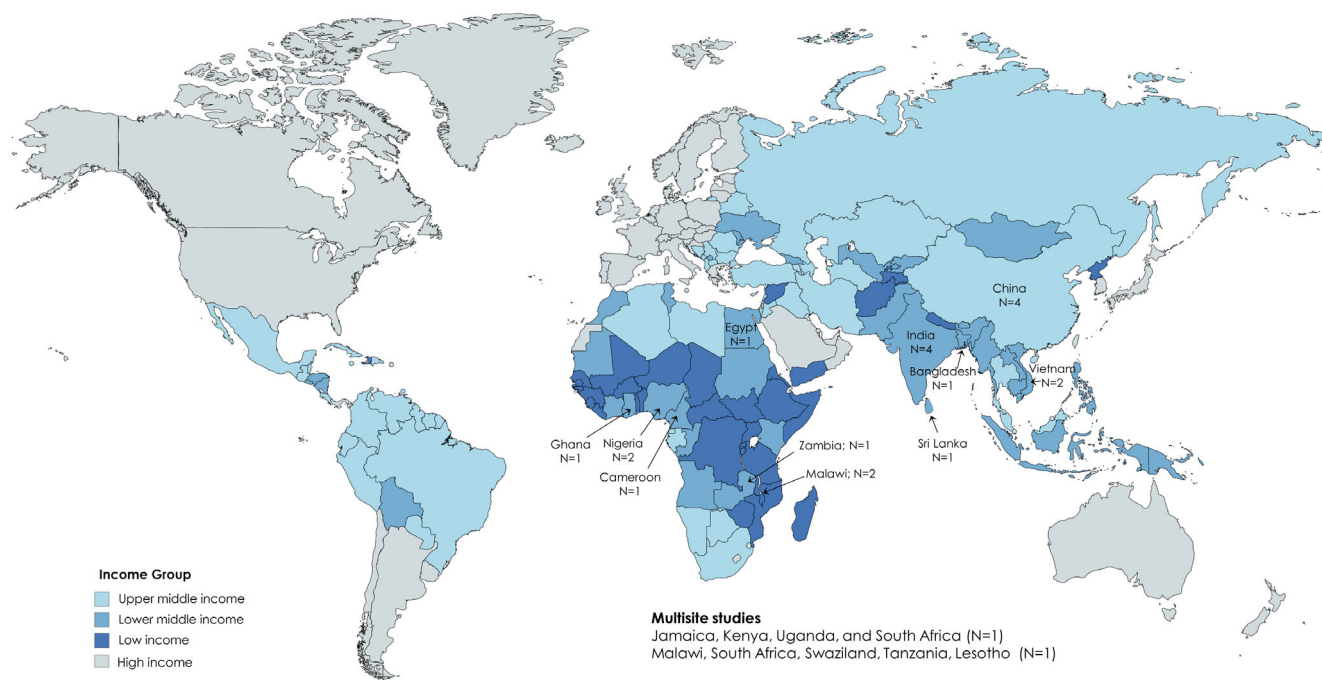 China
N=4
Egypt
N=1
India
N=4
Bangladesh
N=1
Vietnam
N=2
Sri Lanka
N=1
Ghana
N=1
Nigeria
N=2
Cameroon
N=1
Zambia; N=1
Malawi; N=2
Income Group
Upper middle income
Lower middle income
Low income
High income
Multisite studies
Jamaica, Kenya, Uganda, and South Africa (N=1)
Malawi, South Africa, Swaziland, Tanzania, Lesotho (N=1)